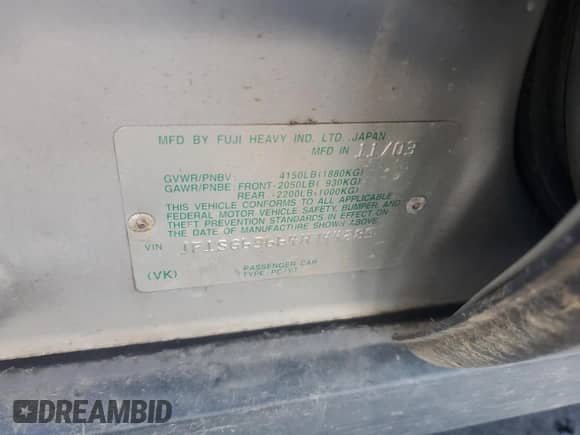 MFD BY FUJI HEAVY IND. LTD. JAPAN
MFD IN 11/03
GVWR/PNBV: 4150LB(1880KG)
GAWR/PNBE: FRONT-2050LB( 930KG)
REAR -2200LB(1000KG)
THIS VEHICLE CONFORMS TO ALL APPLICABLE
FEDERAL MOTOR VEHICLE SAFETY, BUMPER, AND
THEFT PREVENTION STANDARDS IN EFFECT ON
THE DATE OF MANUFACTURE SHOWN ABOVE.
VIN
(VK) PASSENGER CAR
TYPE: PC/VT
DREAMBID